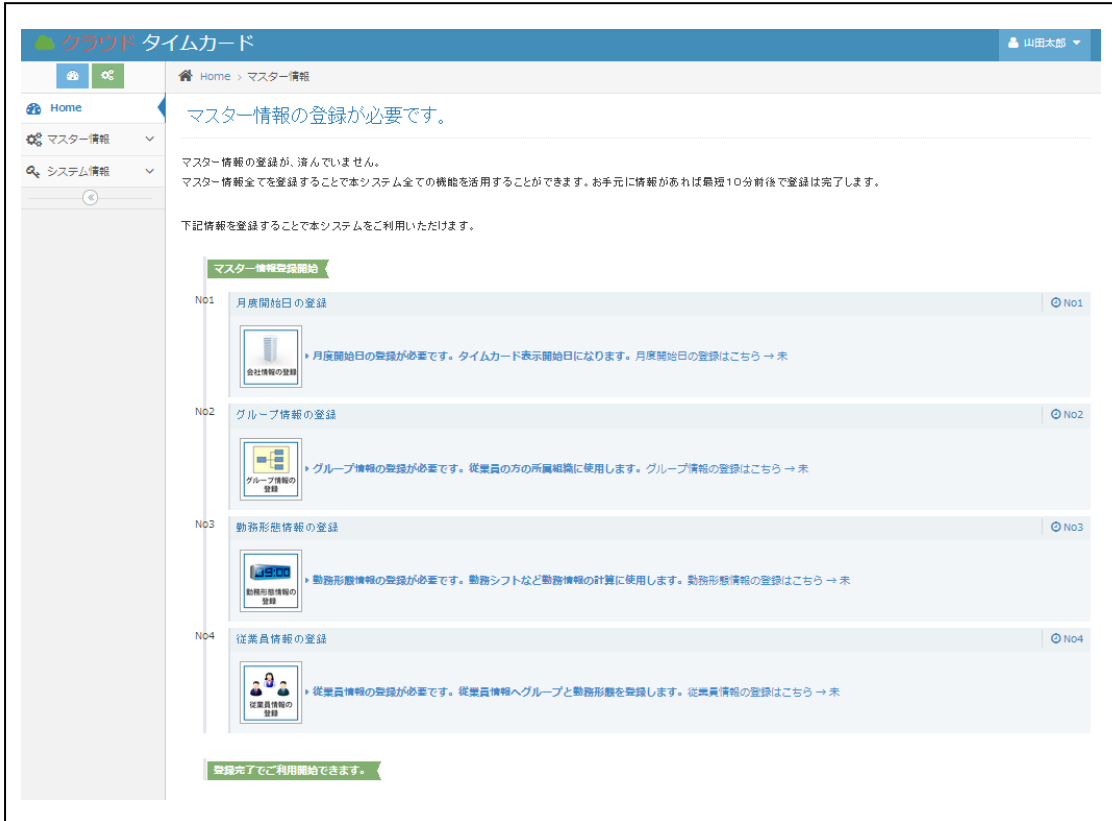 クラウド タイムカード
山田太郎
Home > マスター情報
Home
マスター情報
システム情報
マスター情報の登録が必要です。
マスター情報の登録が、済んでいません。
マスター情報全てを登録することで本システム全ての機能を活用することができます。お手元に情報があれば最短10分前後で登録は完了します。
下記情報を登録することで本システムをご利用いただけます。
マスター情報登録開始
No1
月度開始日の登録
No1
会社情報の登録
月度開始日の登録が必要です。タイムカード表示開始日になります。月度開始日の登録はこちら → 未
No2
グループ情報の登録
No2
グループ情報の
登録
グループ情報の登録が必要です。従業員の方の所属組織に使用します。グループ情報の登録はこちら → 未
No3
勤務形態情報の登録
No3
09:00
勤務形態情報の
登録
勤務形態情報の登録が必要です。勤務シフトなど勤務情報の計算に使用します。勤務形態情報の登録はこちら → 未
No4
従業員情報の登録
No4
従業員情報の
登録
従業員情報の登録が必要です。従業員情報へグループと勤務形態を登録します。従業員情報の登録はこちら → 未
登録完了でご利用開始できます。